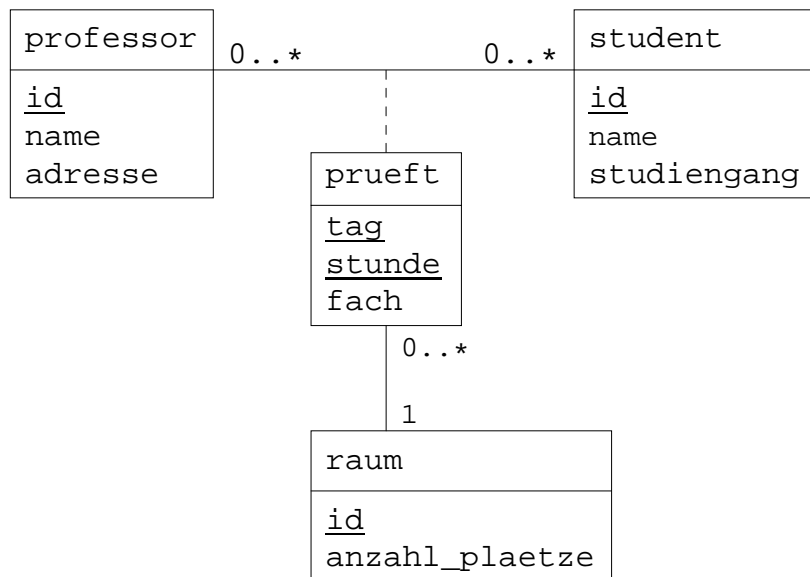 professor
0..*
0..*
student
id
name
adresse
id
name
studiengang
prueft
tag
stunde
fach
0..*
1
raum
id
anzahl_plaetze